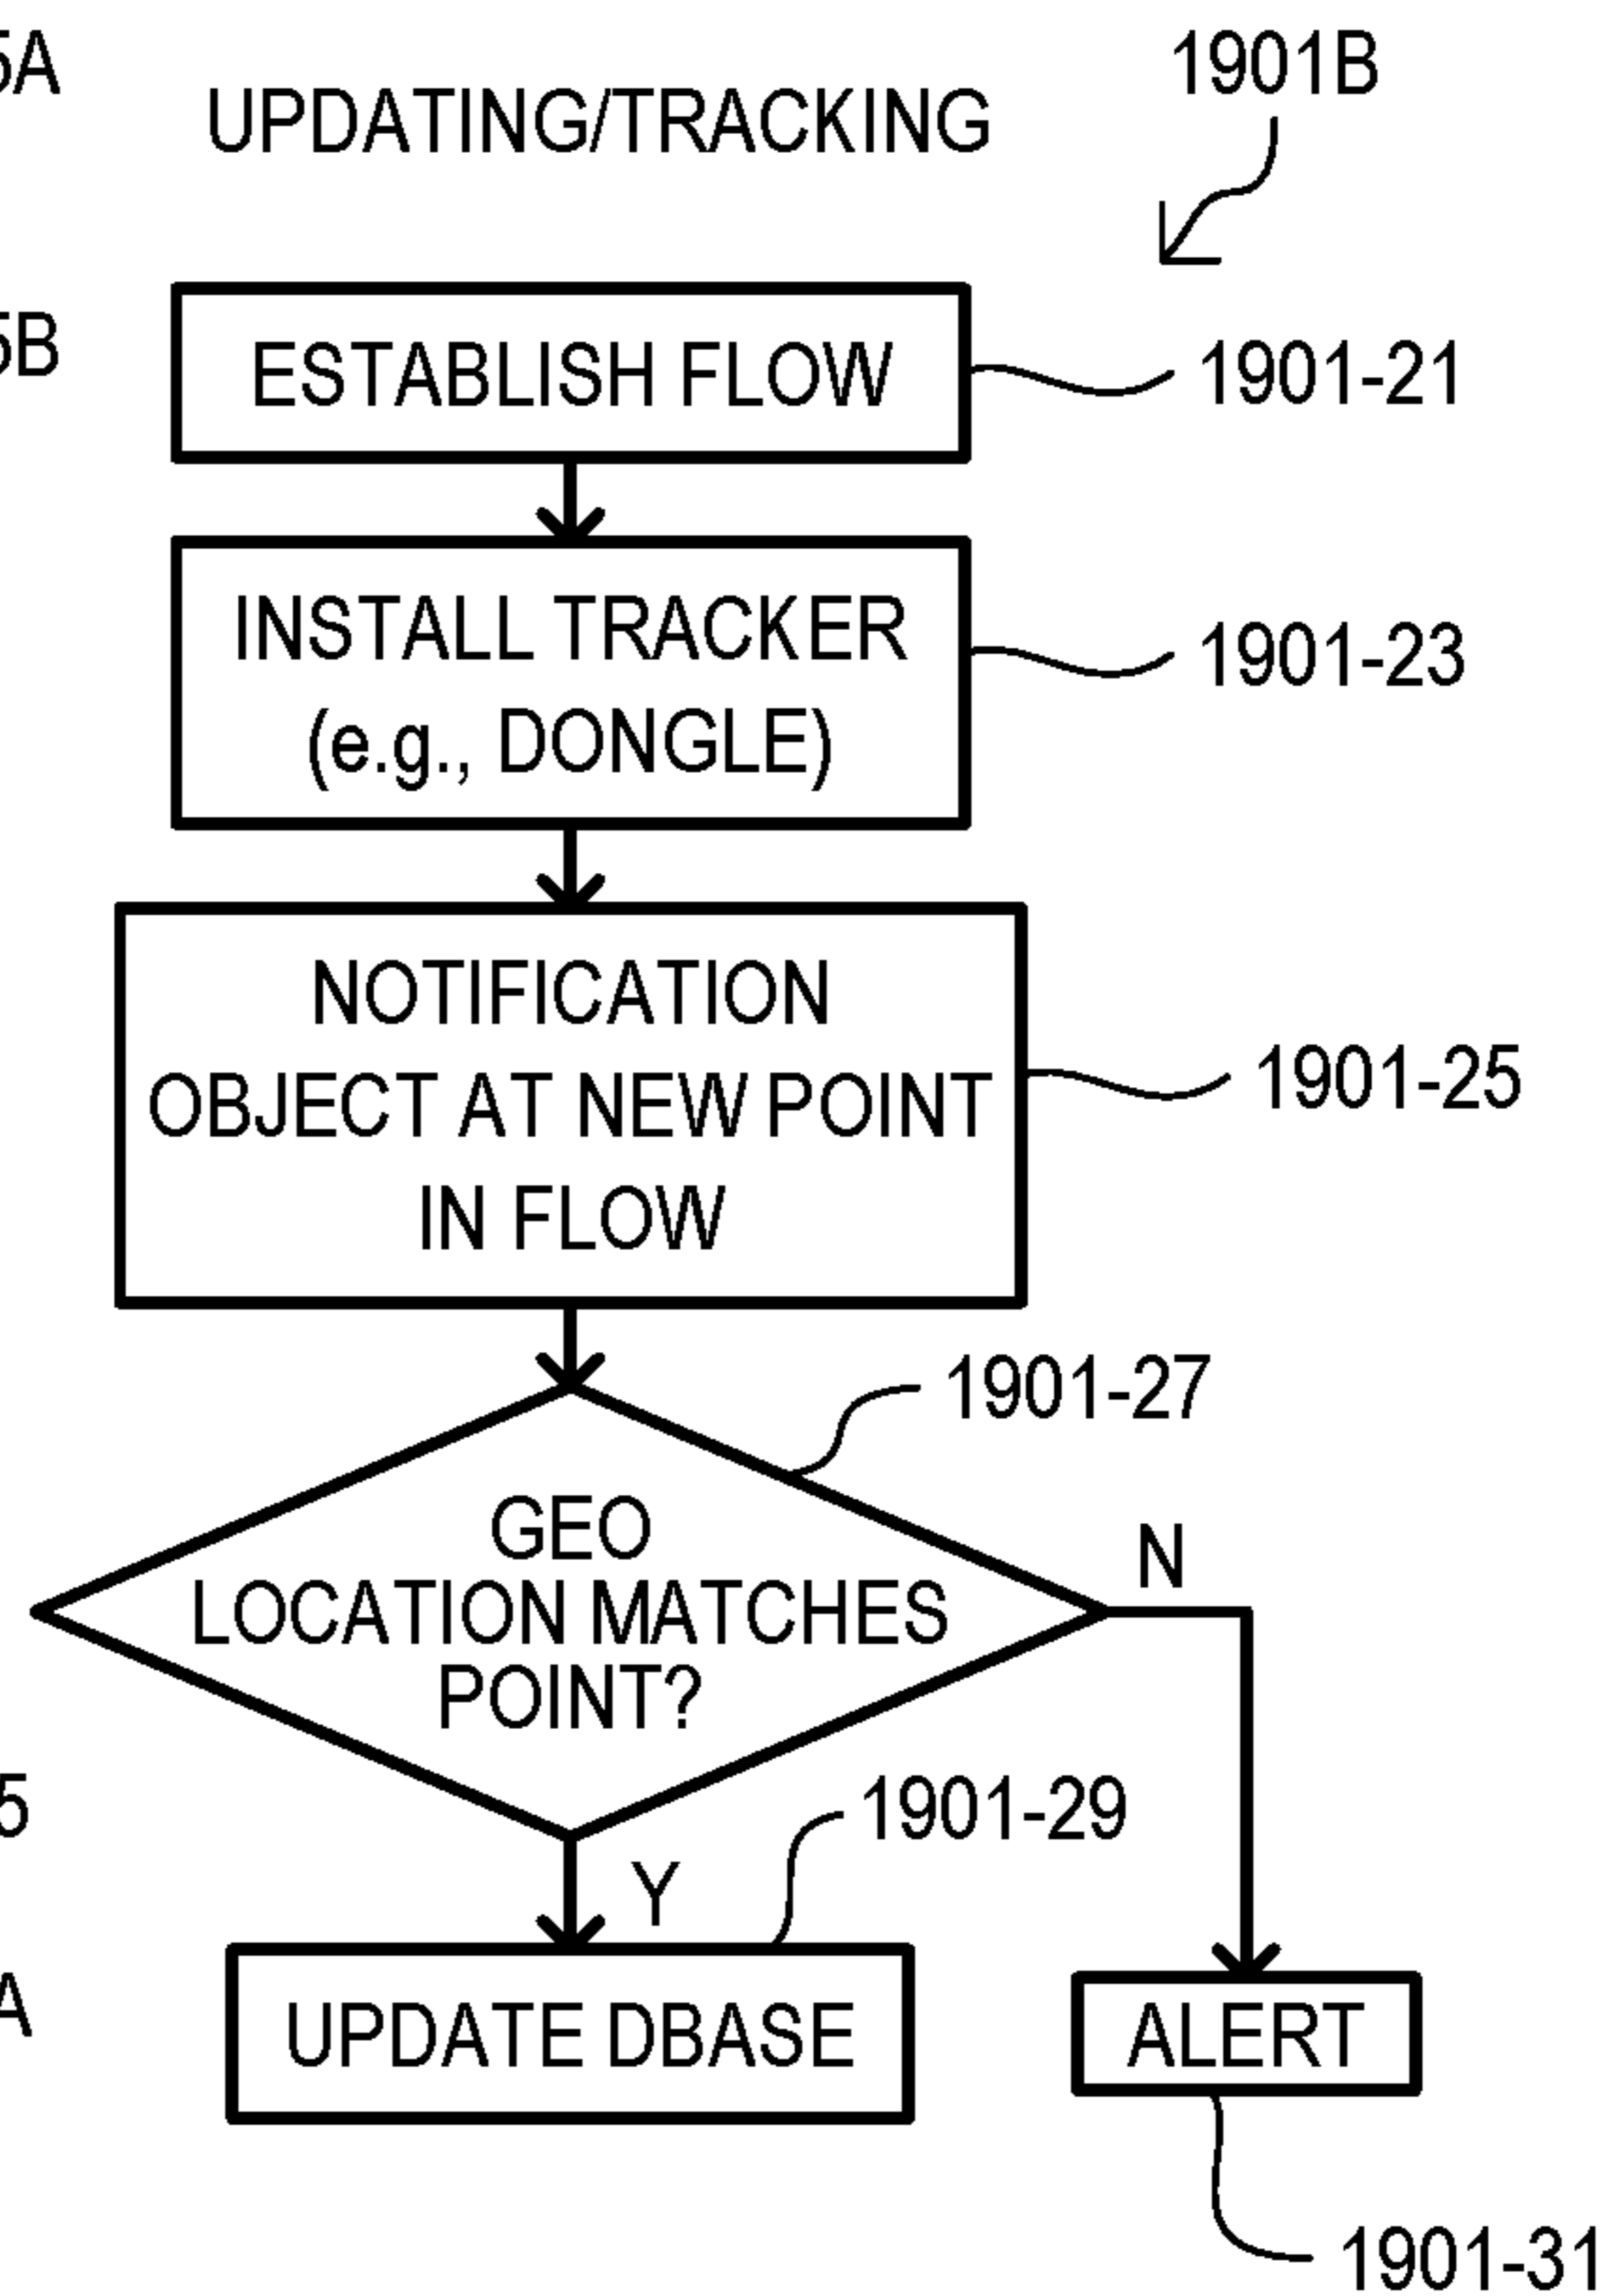 1901B
UPDATING/TRACKING
5B
ESTABLISH FLOW
1901-21
INSTALL TRACKER
(e.g., DONGLE)
1901-23
NOTIFICATION
OBJECT AT NEW POINT
IN FLOW
1901-25
1901-27
GEO
LOCATION MATCHES
POINT?
N
5
1901-29
Y
A
UPDATE DBASE
ALERT
1901-31